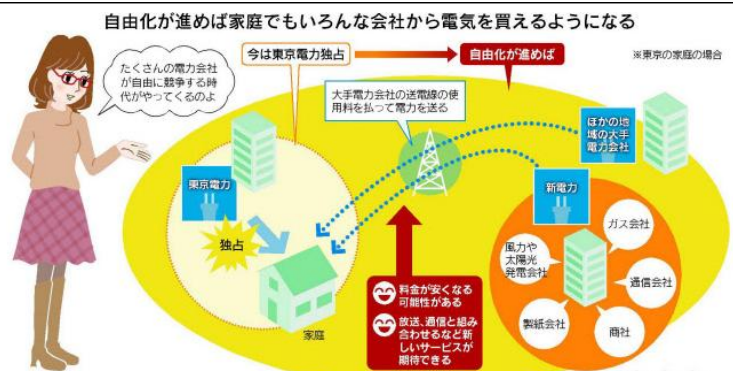 自由化が進めば家庭でもいろんな会社から電気を買えるようになる
今は東京電力独占
自由化が進めば
※東京の家庭の場合
たくさんの電力会社
が自由に競争する時
代がやってくるのよ
大手電力会社の送電線の使
用料を払って電力を送る
ほかの地
域の大手
電力会社
東京電力
新電力
独占
家庭
料金が安くなる
可能性がある
放送、通信と組み
合わせるなど新
しいサービスが
期待できる
ガス会社
風力や
太陽光
発電会社
通信会社
製紙会社
商社